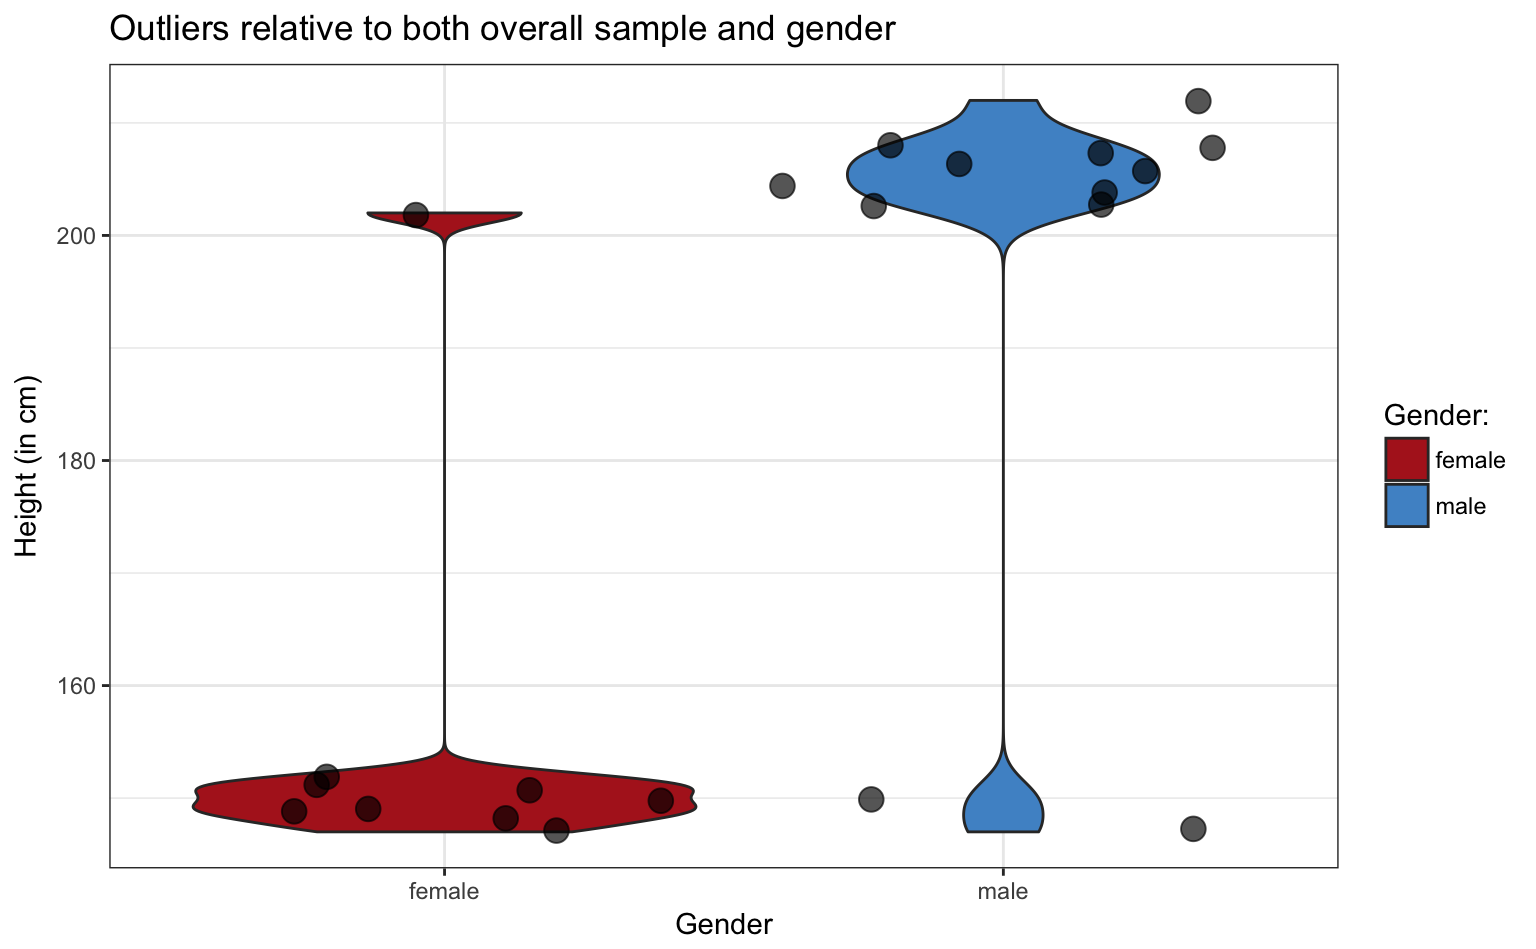 Outliers relative to both overall sample and gender
Height (in cm)
200
180
160
female
male
Gender
Gender:
female
male